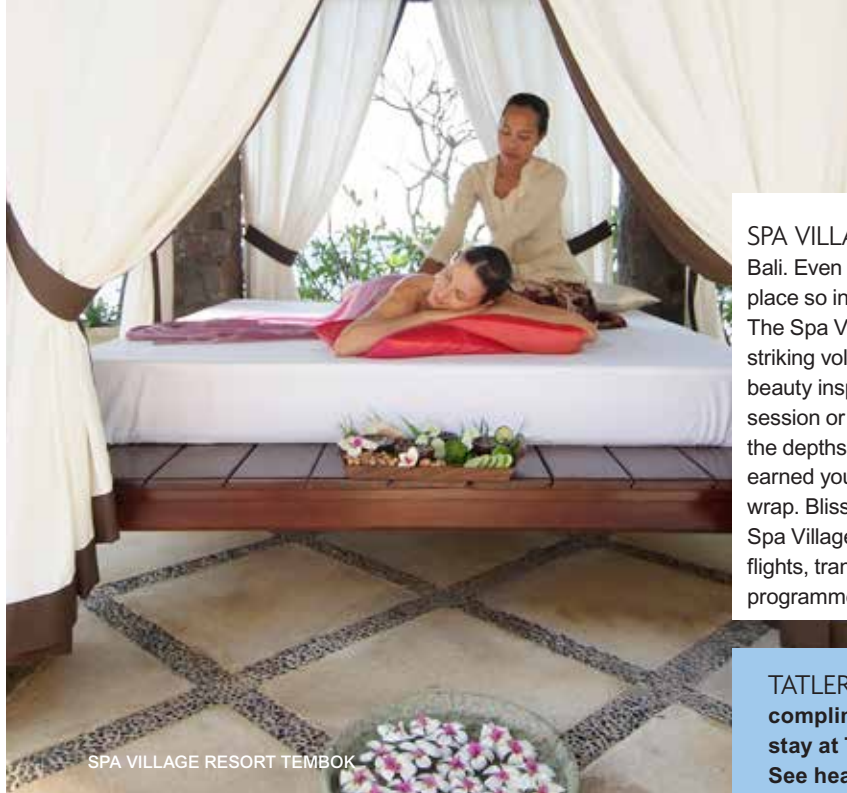 SPA VILLA
Bali. Even
place so in
The Spa V
striking vol
beauty insp
session or
the depths
earned you
wrap. Bliss
Spa Village
flights, tran
programme
TATLER
complim
stay at T
See hea
SPA VILLAGE RESORT TEMBOK